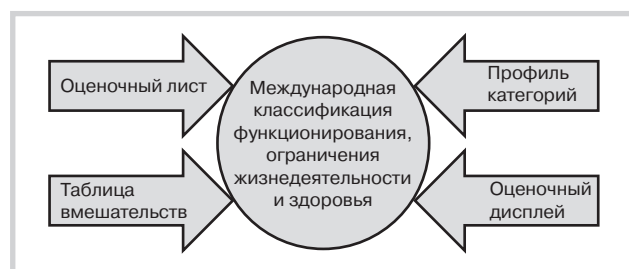 Оценочный лист
Таблица
вмешательств
Международная
классификация
функционирования,
ограничения
жизнедеятельности
и здоровья
Профиль
категорий
Оценочный
дисплей